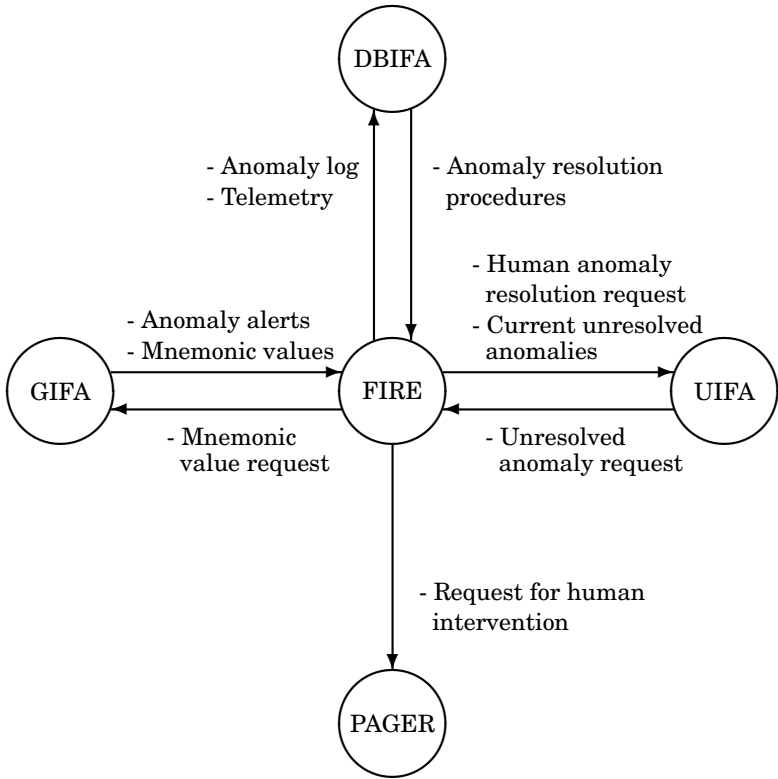 DBIFA
- Anomaly log
- Telemetry
- Anomaly resolution
procedures
- Human anomaly
resolution request
- Current unresolved
anomalies
- Anomaly alerts
- Mnemonic values
GIFA
FIRE
UIFA
- Mnemonic
value request
- Unresolved
anomaly request
- Request for human
intervention
PAGER